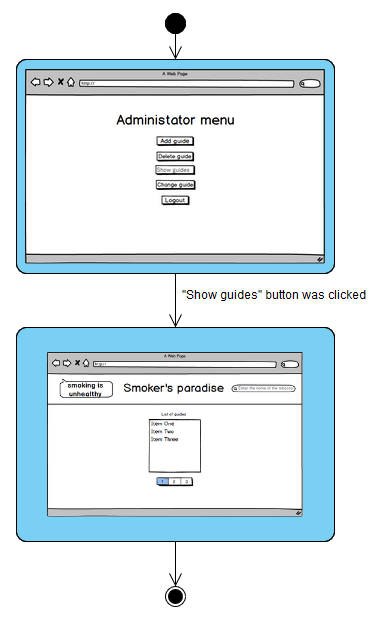 A Web Page
http://
Administator menu
Add guide
Delete guide
Show guides
Change guide
Logout
"Show guides" button was clicked
A Web Page
http://
smoking is
unhealthy
Smoker's paradise
Enter the name of the tobacco
List of guides
Item One
Item Two
Item Three
1 2 3